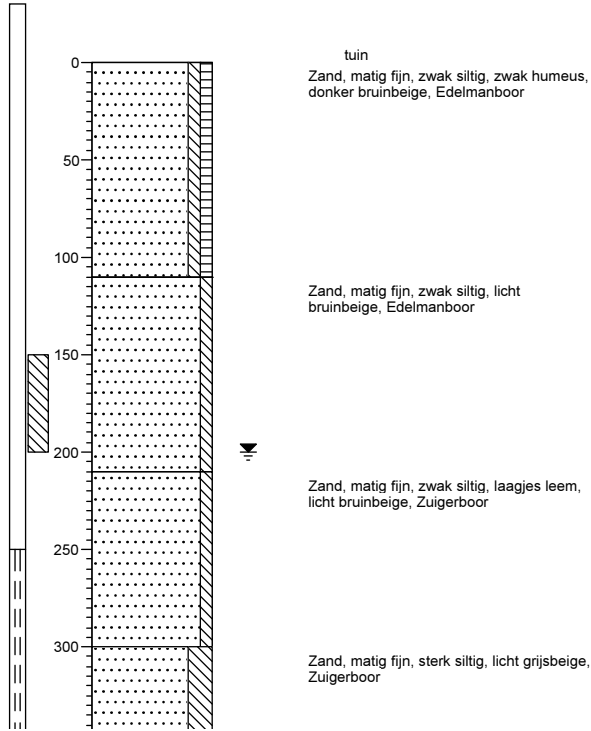 tuin
0
Zand, matig fijn, zwak siltig, zwak humeus,
donker bruinbeige, Edelmanboor
50
100
Zand, matig fijn, zwak siltig, licht
bruinbeige, Edelmanboor
150
200
Zand, matig fijn, zwak siltig, laagjes leem,
licht bruinbeige, Zuigerboor
250
300
Zand, matig fijn, sterk siltig, licht grijsbeige,
Zuigerboor